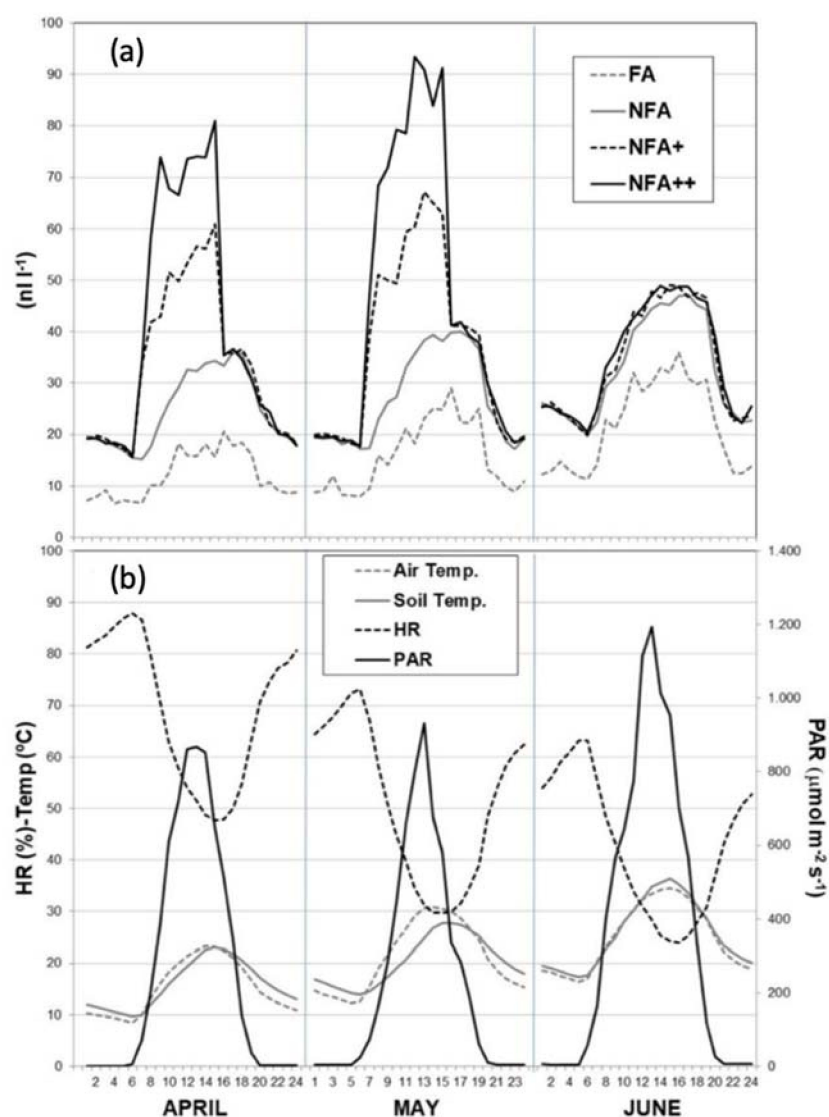 (a)
FA
NFA
NFA+
NFA++
(nl l⁻¹)
100
90
80
70
60
50
40
30
20
10
0
(b)
Air Temp.
Soil Temp.
HR
PAR
HR (%)-Temp (ºC)
100
90
80
70
60
50
40
30
20
10
0
1.400
1.200
1.000
800
600
400
200
0
PAR (μmol m⁻² s⁻¹)
2 4 6 8 10 12 14 16 18 20 22 24 1 3 5 7 9 11 13 15 17 19 21 23 2 4 6 8 10 12 14 16 18 20 22 24
APRIL MAY JUNE